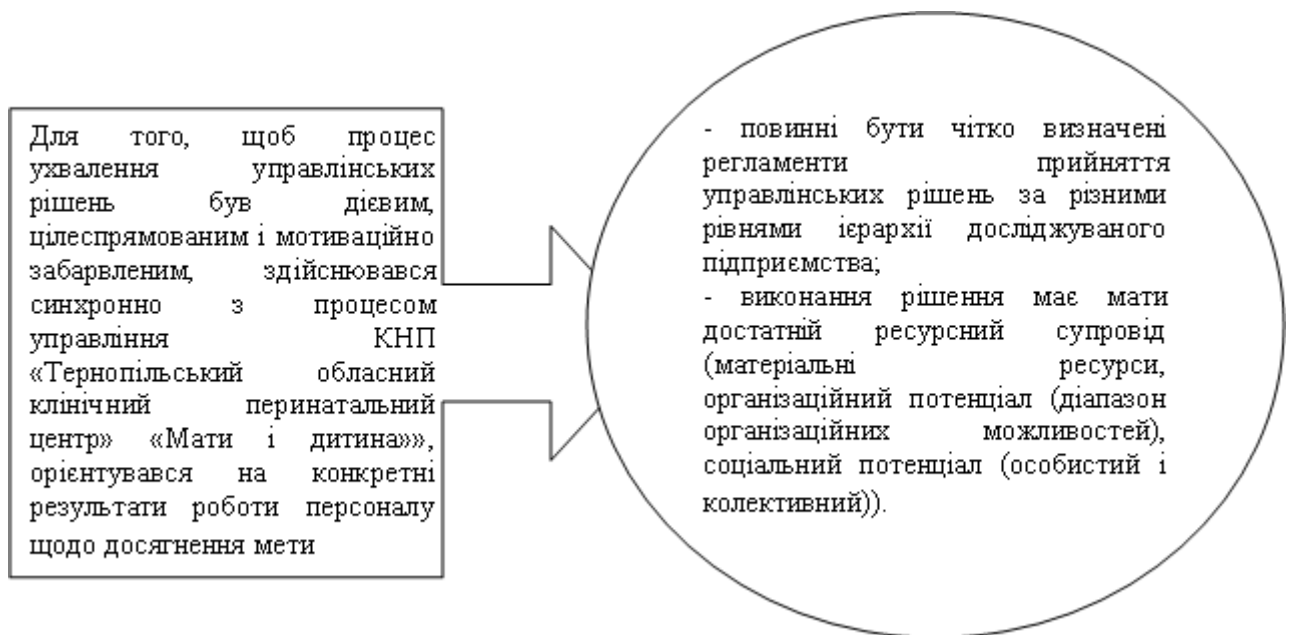 Для того, щоб процес
ухвалення управлінських
рішень був дієвим,
цілеспрямованим і мотиваційно
забарвленим, здійснювався
синхронно з процесом
управління КНП
«Тернопільський обласний
клінічний перинатальний
центр» «Мати і дитина»»,
орієнтувався на конкретні
результати роботи персоналу
щодо досягнення мети
- повинні бути чітко визначені
регламенти прийняття
управлінських рішень за різними
рівнями ієрархії досліджуваного
підприємства;
- виконання рішення має мати
достатній ресурсний супровід
(матеріальні ресурси,
організаційний потенціал (діапазон
організаційних можливостей),
соціальний потенціал (особистий і
колективний)).